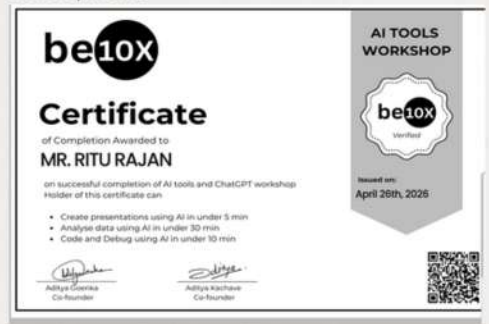 be10X
Certificate
of Completion Awarded to
MR. RITU RAJAN
on successful completion of AI tools and ChatGPT workshop
Holder of this certificate can
• Create presentations using AI in under 5 min
• Analyse data using AI in under 30 min
• Code and Debug using AI in under 10 min
Aditya Goenka
Co-founder
Aditya Kachave
Co-founder
AI TOOLS
WORKSHOP
be10X
Verified
Issued on:
April 26th, 2026